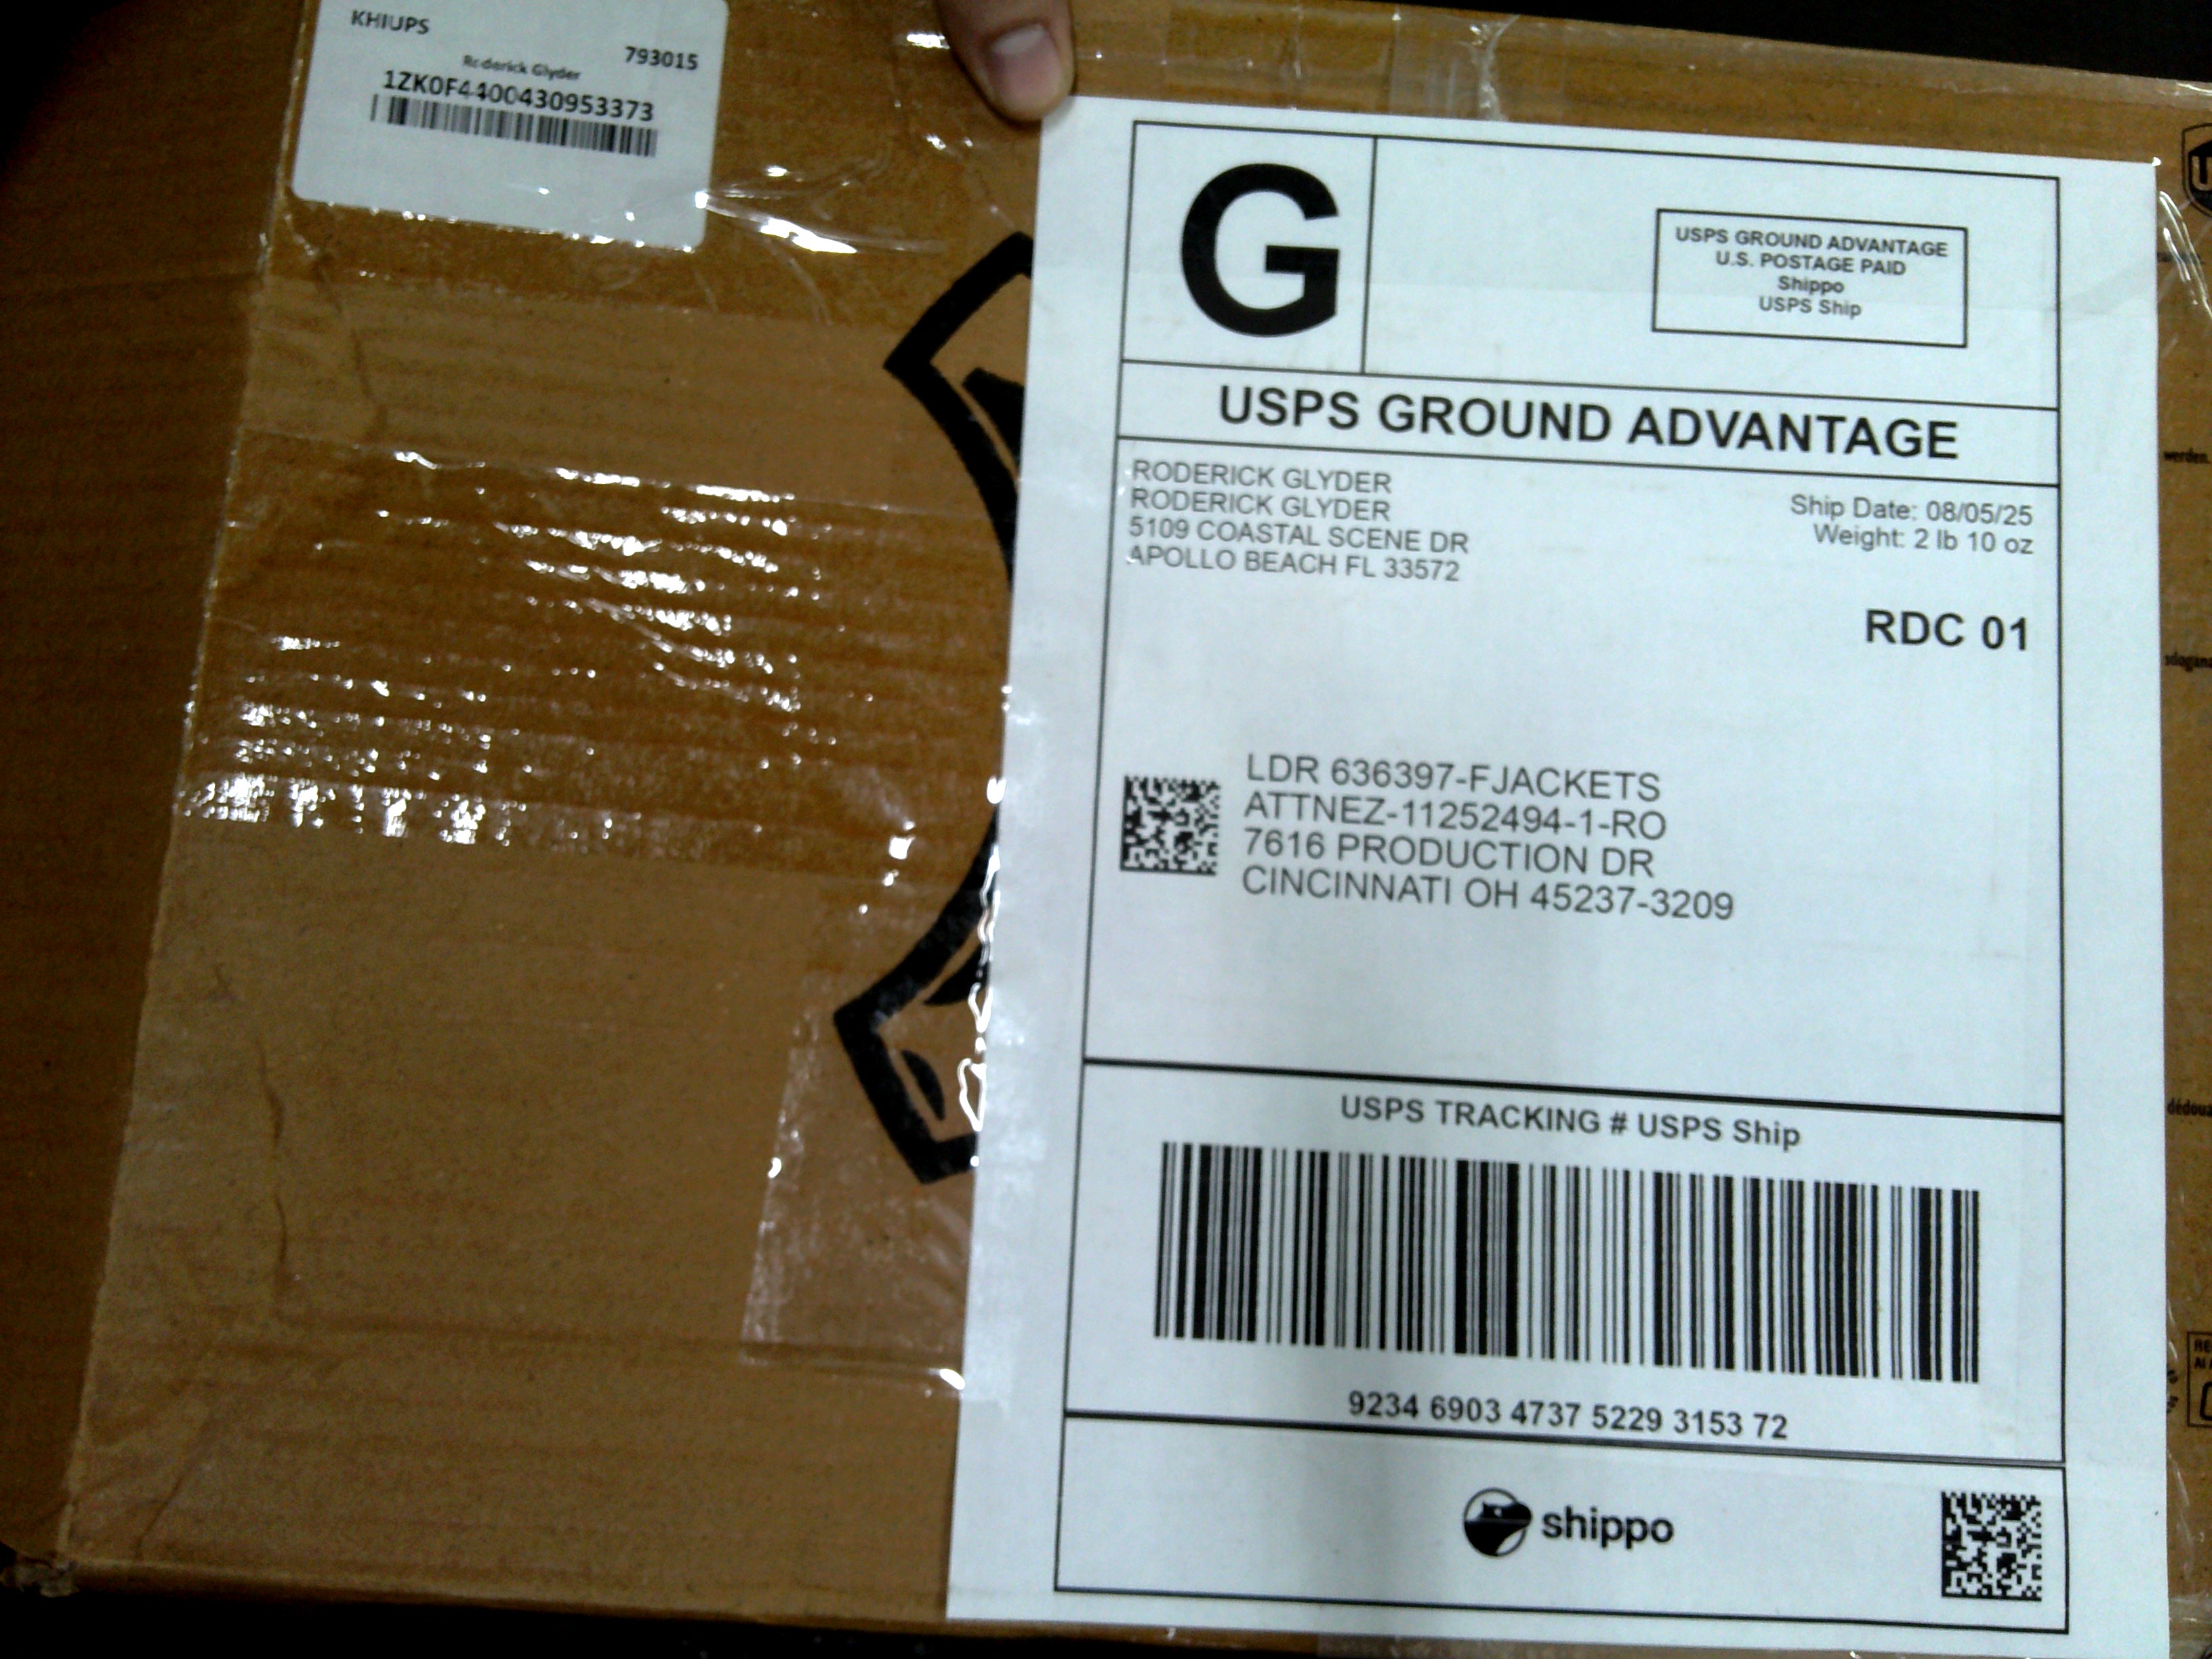 KHIUPS
793015
Roderick Glyder
1ZK0F4400430953373
G
USPS GROUND ADVANTAGE
U.S. POSTAGE PAID
Shippo
USPS Ship
USPS GROUND ADVANTAGE
RODERICK GLYDER
RODERICK GLYDER
5109 COASTAL SCENE DR
APOLLO BEACH FL 33572
Ship Date: 08/05/25
Weight: 2 lb 10 oz
RDC 01
LDR 636397-FJACKETS
ATTNEZ-11252494-1-RO
7616 PRODUCTION DR
CINCINNATI OH 45237-3209
USPS TRACKING # USPS Ship
9234 6903 4737 5229 3153 72
shippo
werden.